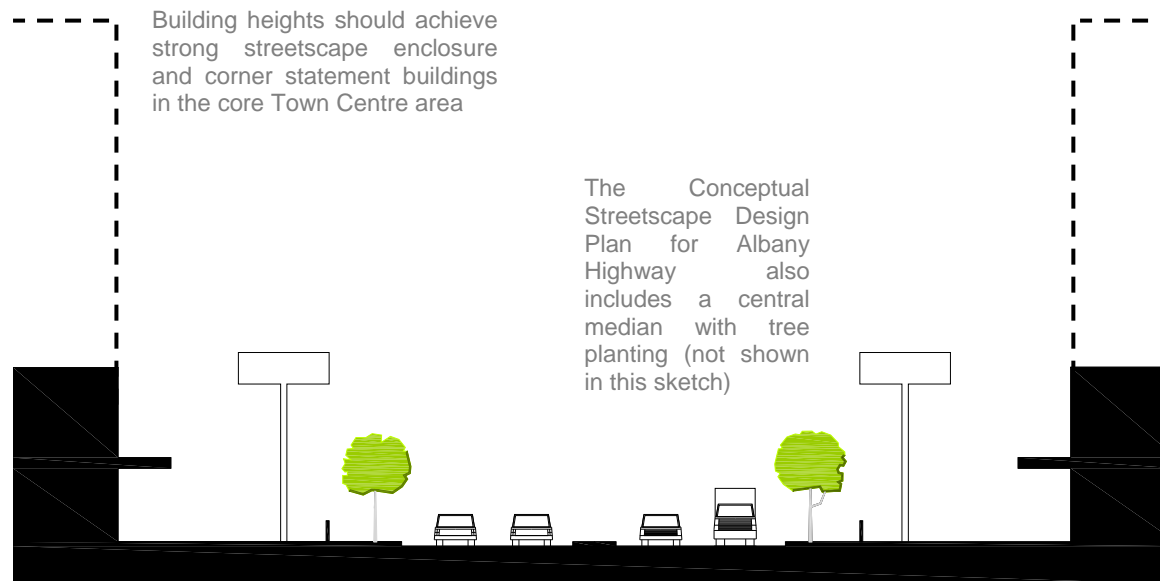 Building heights should achieve
strong streetscape enclosure
and corner statement buildings
in the core Town Centre area
The Conceptual
Streetscape Design
Plan for Albany
Highway also
includes a central
median with tree
planting (not shown
in this sketch)